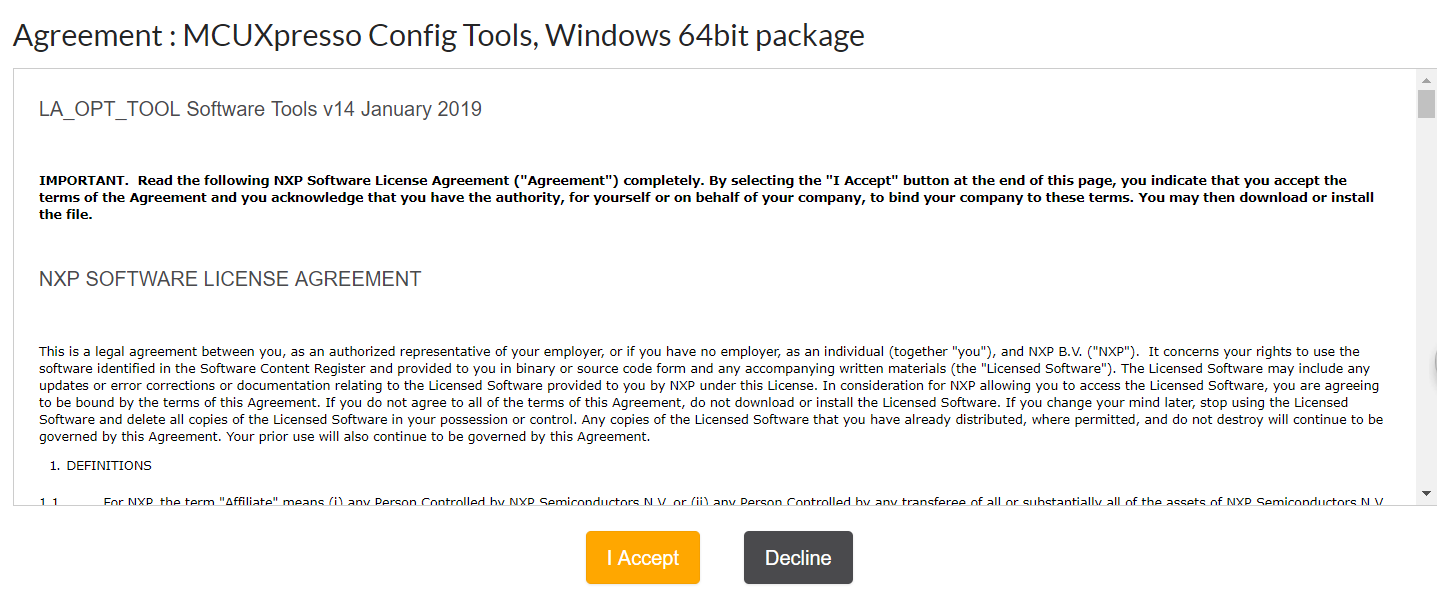 Agreement : MCUXpresso Config Tools, Windows 64bit package
LA_OPT_TOOL Software Tools v14 January 2019
IMPORTANT.  Read the following NXP Software License Agreement ("Agreement") completely. By selecting the "I Accept" button at the end of this page, you indicate that you accept the
terms of the Agreement and you acknowledge that you have the authority, for yourself or on behalf of your company, to bind your company to these terms. You may then download or install
the file.
NXP SOFTWARE LICENSE AGREEMENT
This is a legal agreement between you, as an authorized representative of your employer, or if you have no employer, as an individual (together "you"), and NXP B.V. ("NXP").  It concerns your rights to use the
software identified in the Software Content Register and provided to you in binary or source code form and any accompanying written materials (the "Licensed Software"). The Licensed Software may include any
updates or error corrections or documentation relating to the Licensed Software provided to you by NXP under this License. In consideration for NXP allowing you to access the Licensed Software, you are agreeing
to be bound by the terms of this Agreement. If you do not agree to all of the terms of this Agreement, do not download or install the Licensed Software. If you change your mind later, stop using the Licensed
Software and delete all copies of the Licensed Software in your possession or control. Any copies of the Licensed Software that you have already distributed, where permitted, and do not destroy will continue to be
governed by this Agreement. Your prior use will also continue to be governed by this Agreement.
1. DEFINITIONS
1.1 For NXP, the term "Affiliate" means (i) any Person Controlled by NXP Semiconductors N.V. or (ii) any Person Controlled by any transferee of all or substantially all of the assets of NXP Semiconductors N.V.
I Accept
Decline